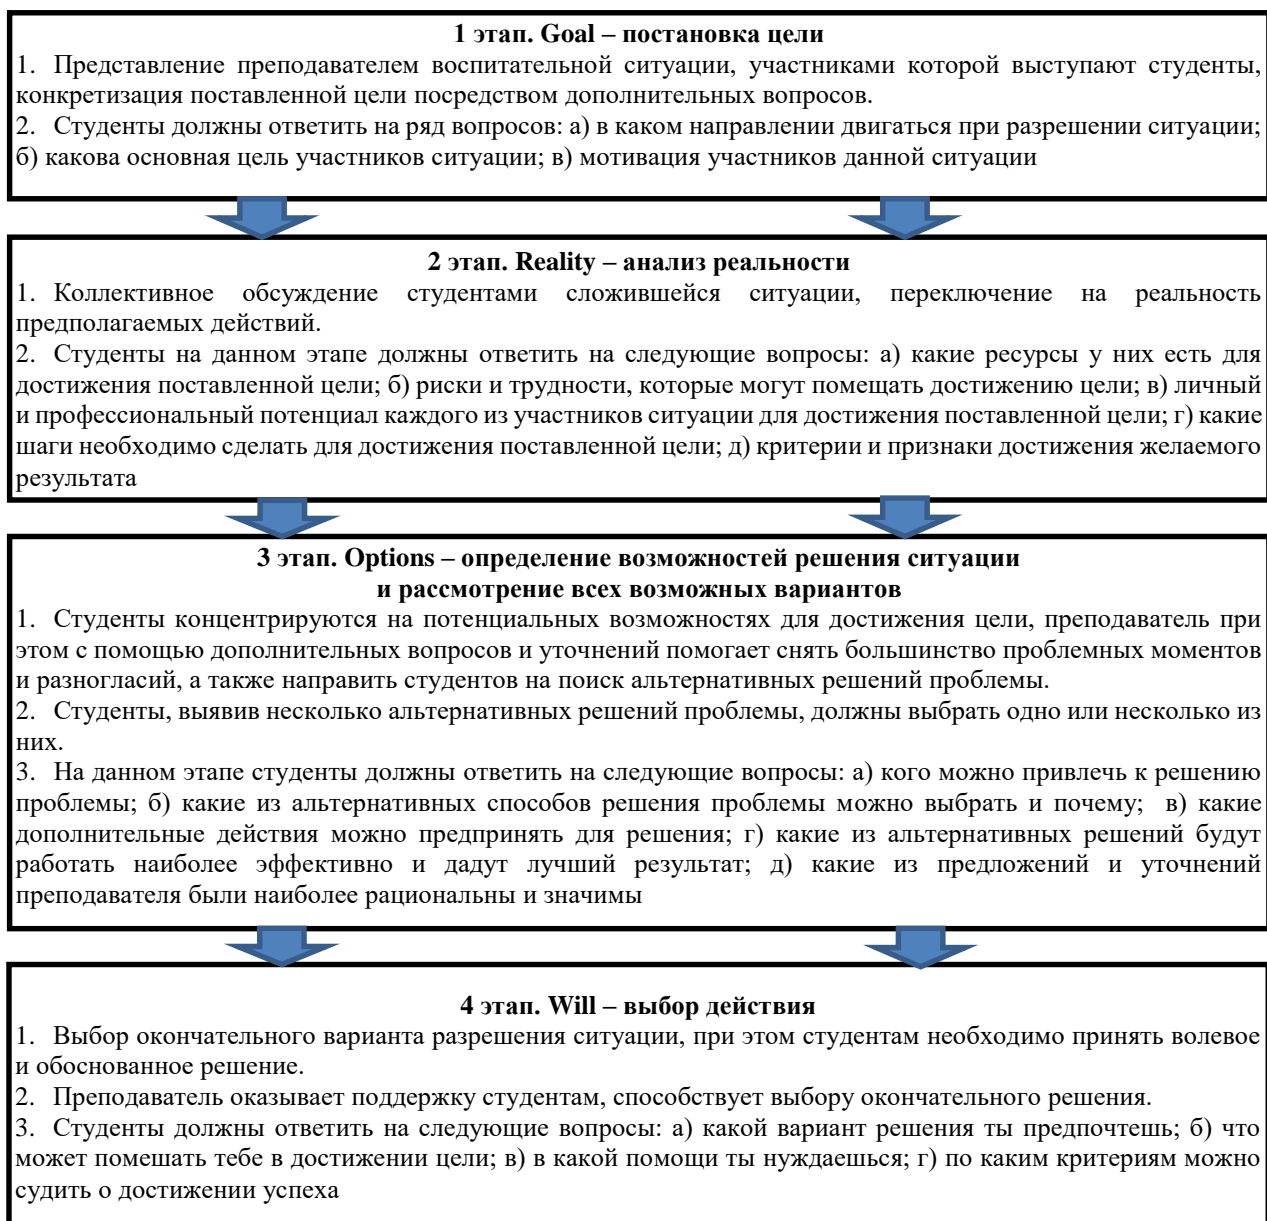 1 этап. Goal – постановка цели
1. Представление преподавателем воспитательной ситуации, участниками которой выступают студенты,
конкретизация поставленной цели посредством дополнительных вопросов.
2. Студенты должны ответить на ряд вопросов: а) в каком направлении двигаться при разрешении ситуации;
б) какова основная цель участников ситуации; в) мотивация участников данной ситуации
2 этап. Reality – анализ реальности
1. Коллективное обсуждение студентами сложившейся ситуации, переключение на реальность
предполагаемых действий.
2. Студенты на данном этапе должны ответить на следующие вопросы: а) какие ресурсы у них есть для
достижения поставленной цели; б) риски и трудности, которые могут помещать достижению цели; в) личный
и профессиональный потенциал каждого из участников ситуации для достижения поставленной цели; г) какие
шаги необходимо сделать для достижения поставленной цели; д) критерии и признаки достижения желаемого
результата
3 этап. Options – определение возможностей решения ситуации
и рассмотрение всех возможных вариантов
1. Студенты концентрируются на потенциальных возможностях для достижения цели, преподаватель при
этом с помощью дополнительных вопросов и уточнений помогает снять большинство проблемных моментов
и разногласий, а также направить студентов на поиск альтернативных решений проблемы.
2. Студенты, выявив несколько альтернативных решений проблемы, должны выбрать одно или несколько из
них.
3. На данном этапе студенты должны ответить на следующие вопросы: а) кого можно привлечь к решению
проблемы; б) какие из альтернативных способов решения проблемы можно выбрать и почему; в) какие
дополнительные действия можно предпринять для решения; г) какие из альтернативных решений будут
работать наиболее эффективно и дадут лучший результат; д) какие из предложений и уточнений
преподавателя были наиболее рациональны и значимы
4 этап. Will – выбор действия
1. Выбор окончательного варианта разрешения ситуации, при этом студентам необходимо принять волевое
и обоснованное решение.
2. Преподаватель оказывает поддержку студентам, способствует выбору окончательного решения.
3. Студенты должны ответить на следующие вопросы: а) какой вариант решения ты предпочтешь; б) что
может помешать тебе в достижении цели; в) в какой помощи ты нуждаешься; г) по каким критериям можно
судить о достижении успеха